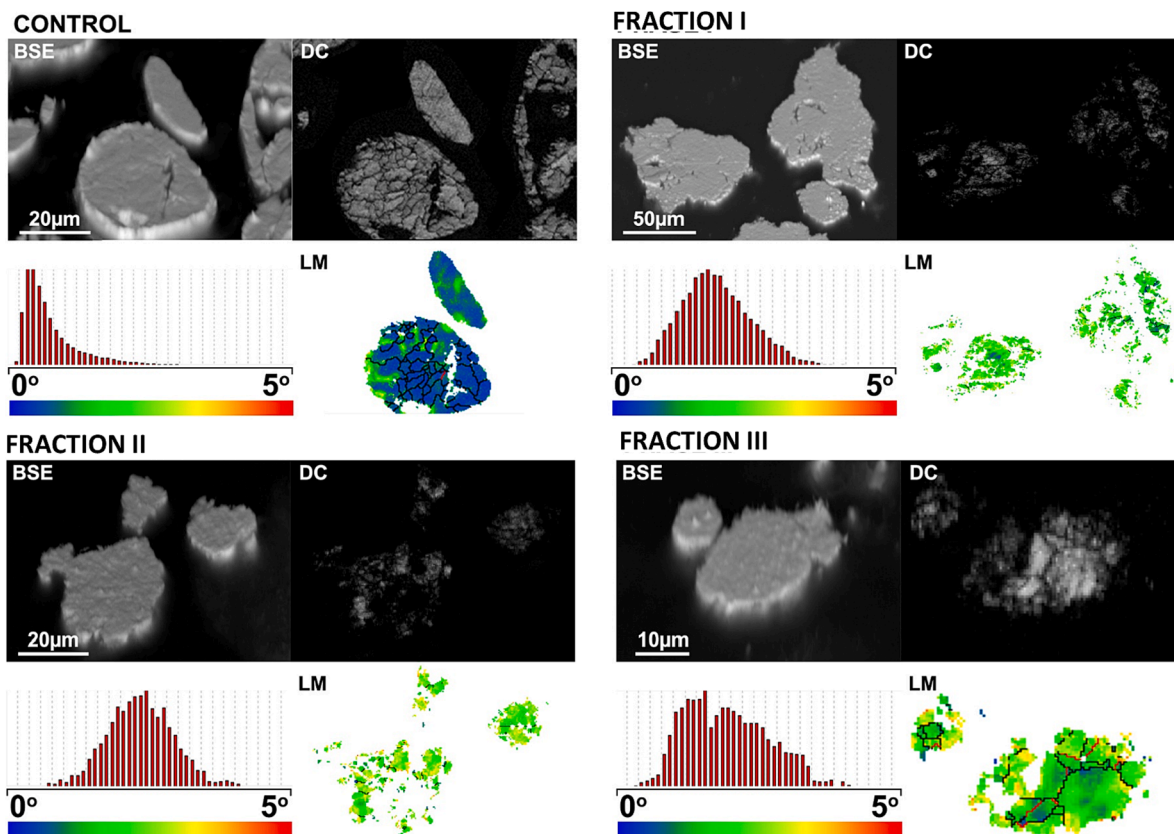 CONTROL
BSE
DC
20µm
LM
0° 5°
FRACTION I
BSE
DC
50µm
LM
0° 5°
FRACTION II
BSE
DC
20µm
LM
0° 5°
FRACTION III
BSE
DC
10µm
LM
0° 5°